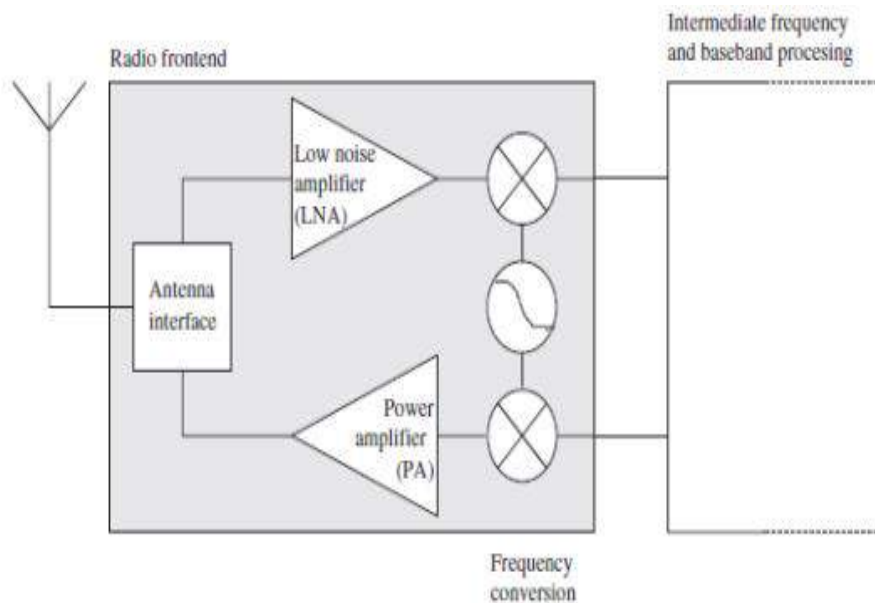 Radio frontend
Intermediate frequency
and baseband procesing
Low noise
amplifier
(LNA)
Antenna
interface
Power
amplifier
(PA)
Frequency
conversion